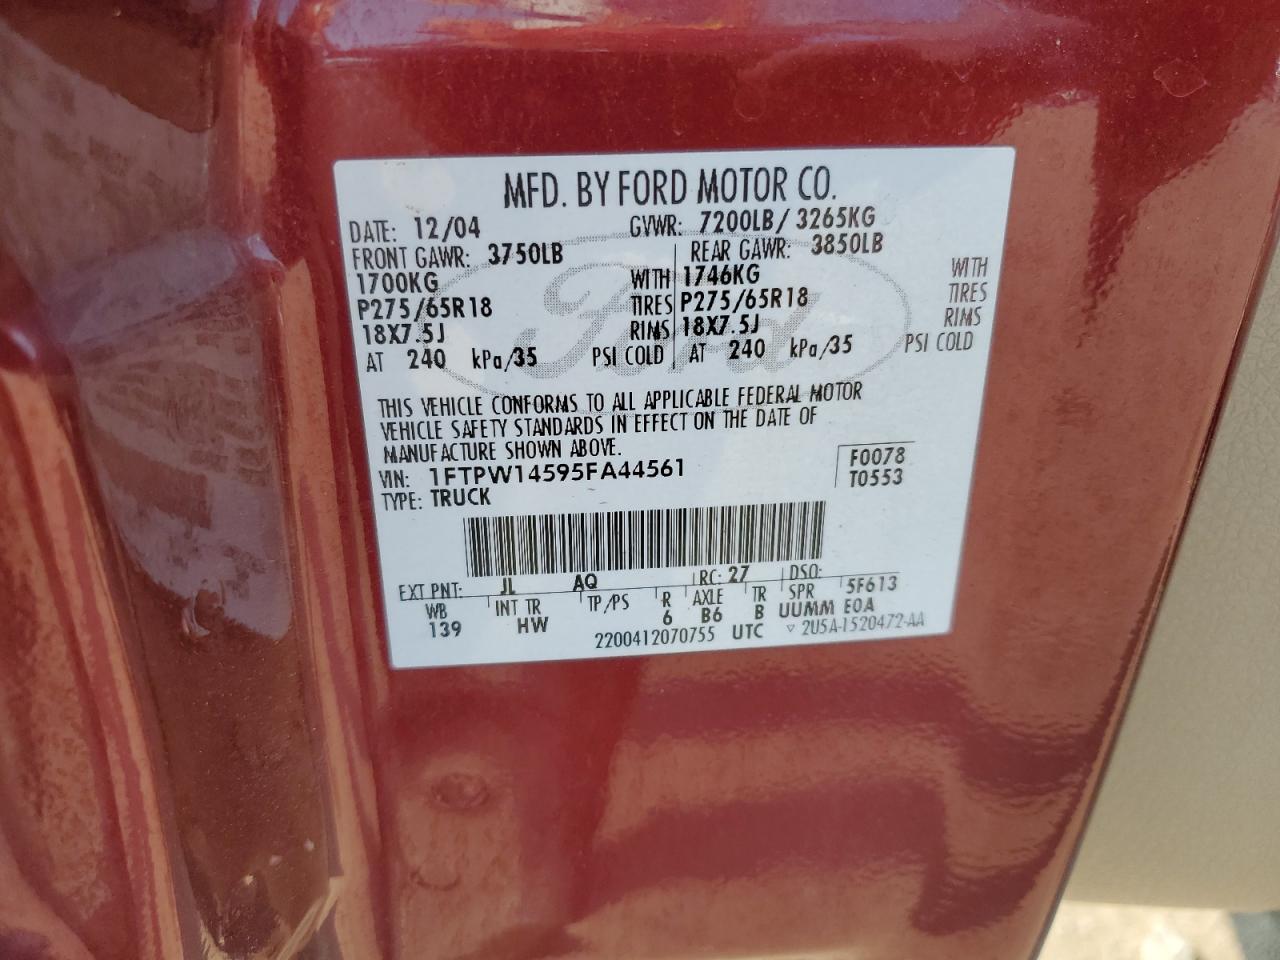 MFD. BY FORD MOTOR CO.
DATE: 12/04 GVWR: 7200LB/ 3265KG
FRONT GAWR: 3750LB REAR GAWR: 3850LB
1700KG WITH 1746KG WITH
P275/65R18 TIRES P275/65R18 TIRES
18X7.5J RIMS 18X7.5J RIMS
AT 240 kPa/35 PSI COLD AT 240 kPa/35 PSI COLD
Ford
THIS VEHICLE CONFORMS TO ALL APPLICABLE FEDERAL MOTOR
VEHICLE SAFETY STANDARDS IN EFFECT ON THE DATE OF
MANUFACTURE SHOWN ABOVE.
VIN: 1FTPW14595FA44561 F0078
TYPE: TRUCK T0553
EXT PNT: JL AQ RC: 27 DSO:
WB INT TR TP/PS R AXLE TR SPR 5F613
139 HW 6 B6 B UUMM EOA
2200412070755 UTC ▽ 2U5A-1520472-AA